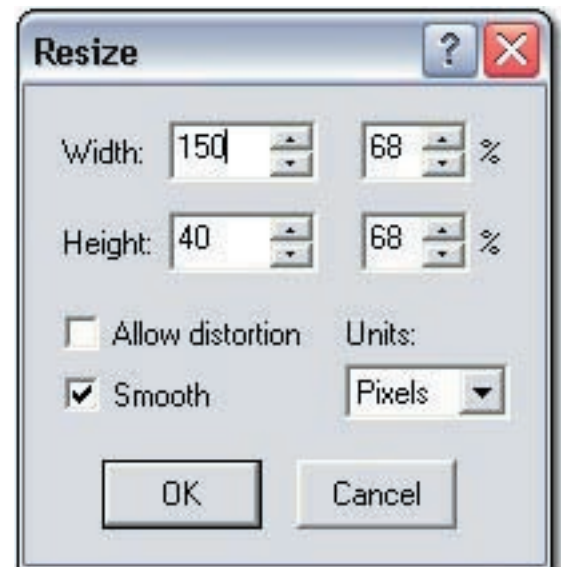 Resize ?
Width: 150 68 %
Height: 40 68 %
Allow distortion Units:
Smooth Pixels
OK Cancel